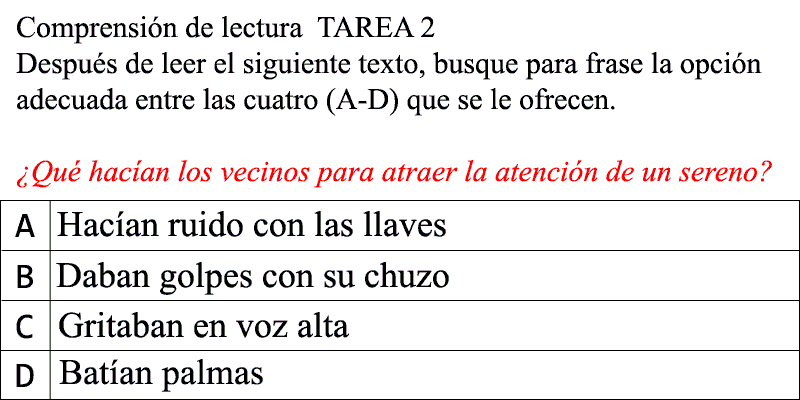 Comprensión de lectura  TAREA 2
Después de leer el siguiente texto, busque para frase la opción
adecuada entre las cuatro (A-D) que se le ofrecen.
¿Qué hacían los vecinos para atraer la atención de un sereno?
A Hacían ruido con las llaves
B Daban golpes con su chuzo
C Gritaban en voz alta
D Batían palmas